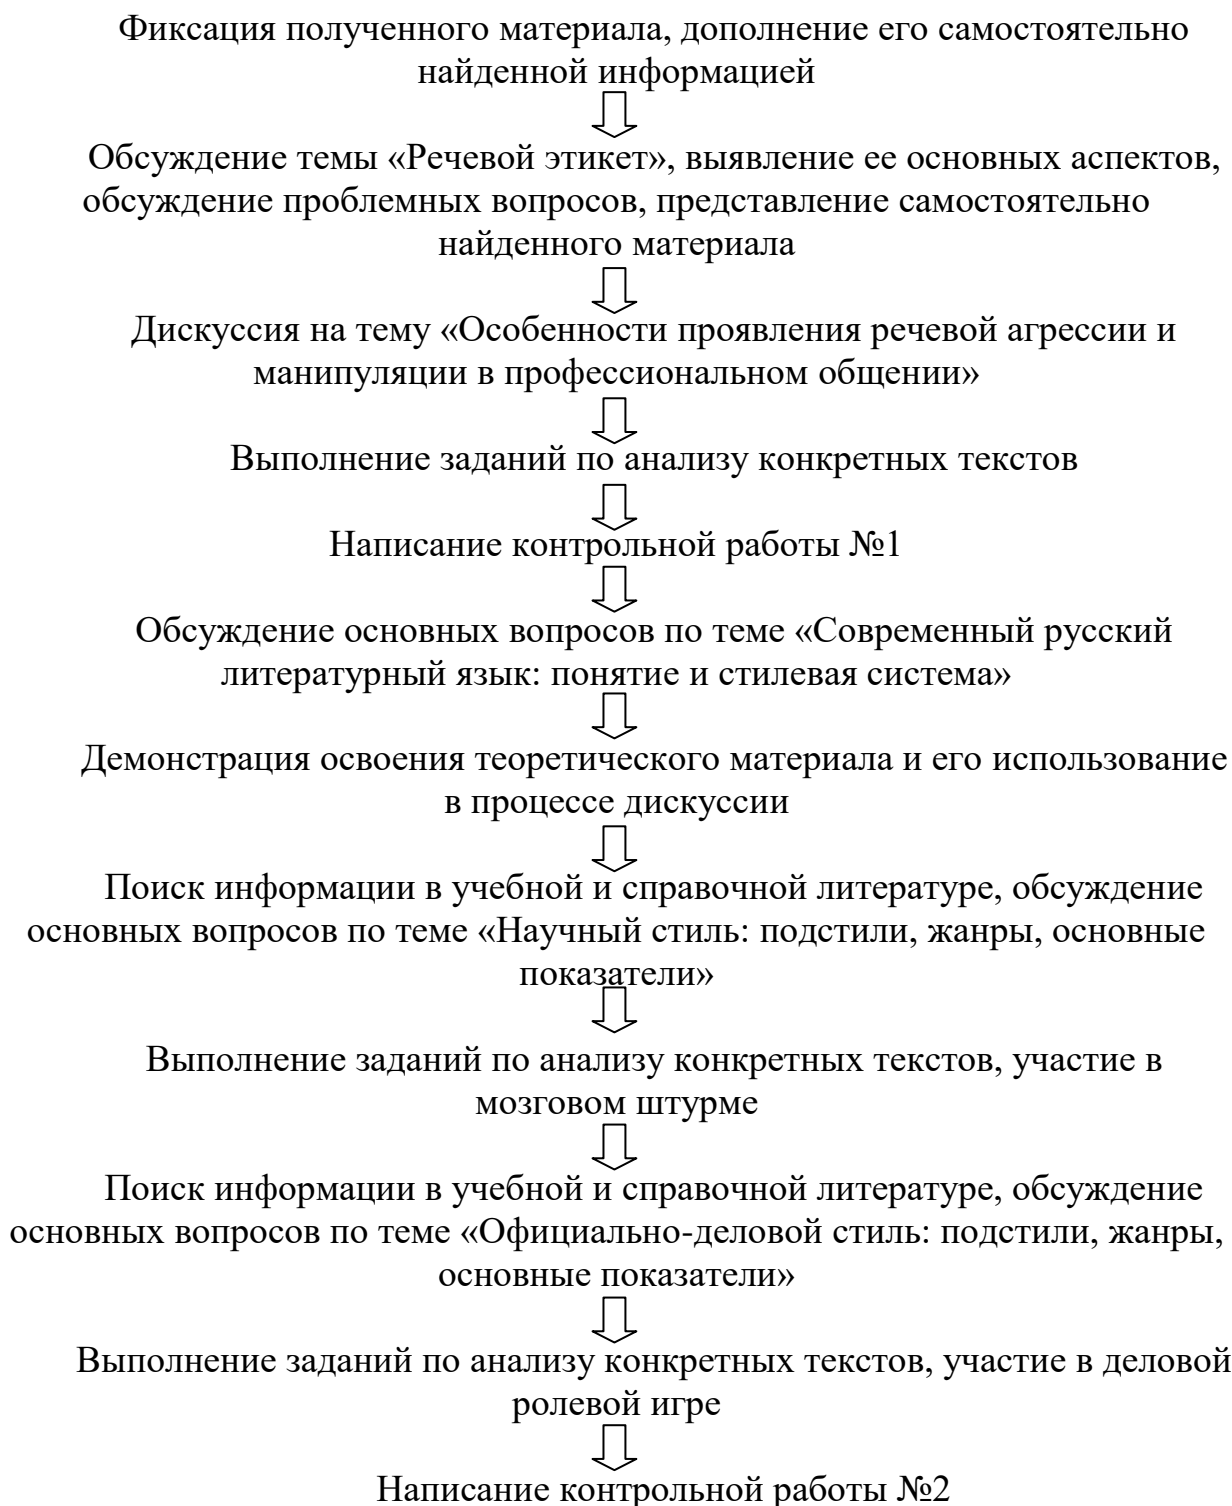 Фиксация полученного материала, дополнение его самостоятельно
найденной информацией
Обсуждение темы «Речевой этикет», выявление ее основных аспектов,
обсуждение проблемных вопросов, представление самостоятельно
найденного материала
Дискуссия на тему «Особенности проявления речевой агрессии и
манипуляции в профессиональном общении»
Выполнение заданий по анализу конкретных текстов
Написание контрольной работы №1
Обсуждение основных вопросов по теме «Современный русский
литературный язык: понятие и стилевая система»
Демонстрация освоения теоретического материала и его использование
в процессе дискуссии
Поиск информации в учебной и справочной литературе, обсуждение
основных вопросов по теме «Научный стиль: подстили, жанры, основные
показатели»
Выполнение заданий по анализу конкретных текстов, участие в
мозговом штурме
Поиск информации в учебной и справочной литературе, обсуждение
основных вопросов по теме «Официально-деловой стиль: подстили, жанры,
основные показатели»
Выполнение заданий по анализу конкретных текстов, участие в деловой
ролевой игре
Написание контрольной работы №2